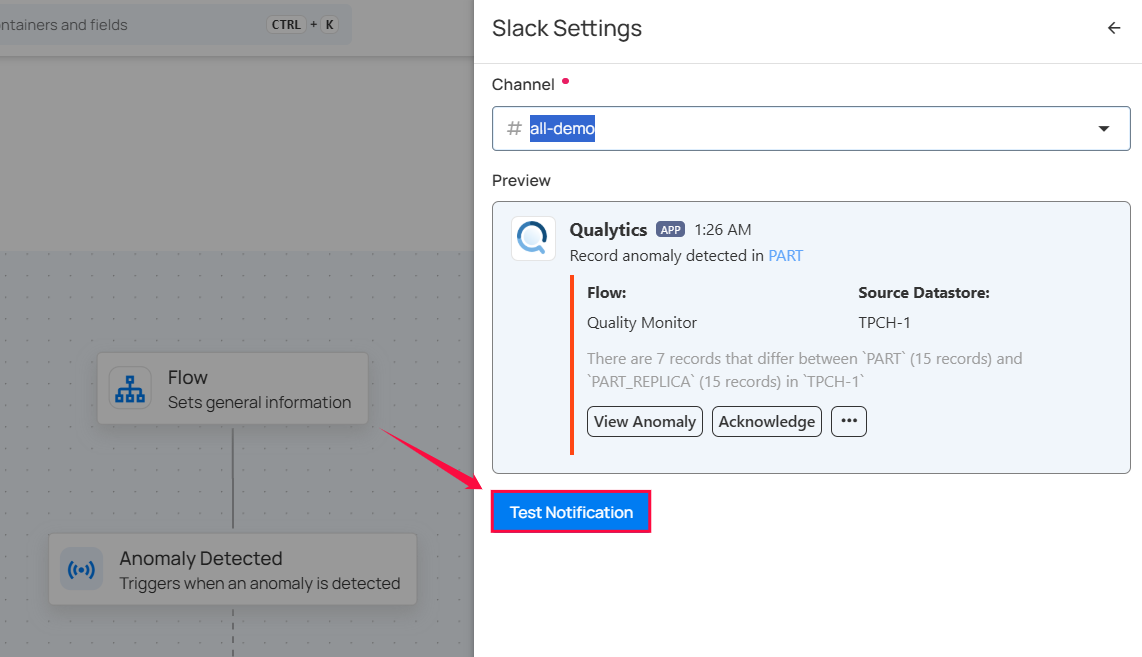 containers and fields CTRL + K
Slack Settings
Channel
# all-demo
Preview
Qualytics APP 1:26 AM
Record anomaly detected in PART
Flow: Source Datastore:
Quality Monitor TPCH-1
There are 7 records that differ between `PART` (15 records) and
`PART_REPLICA` (15 records) in `TPCH-1`
View Anomaly Acknowledge •••
Test Notification
Flow
Sets general information
Anomaly Detected
Triggers when an anomaly is detected